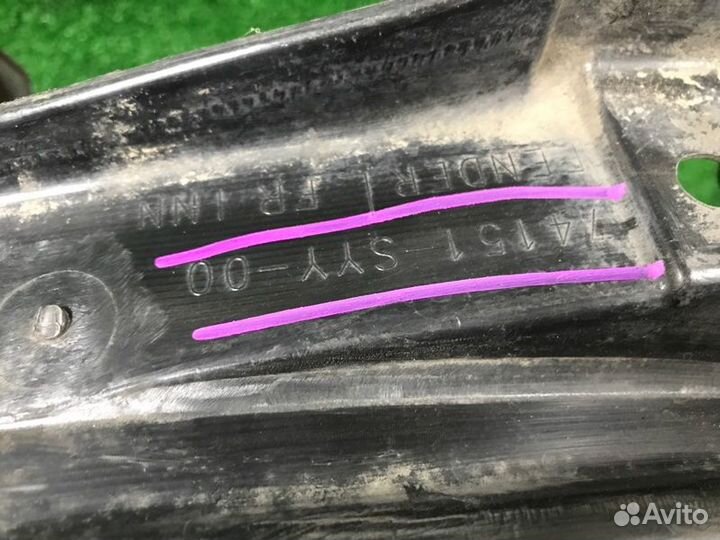 74151-SYY-00
FENDER L FR INN
Avito